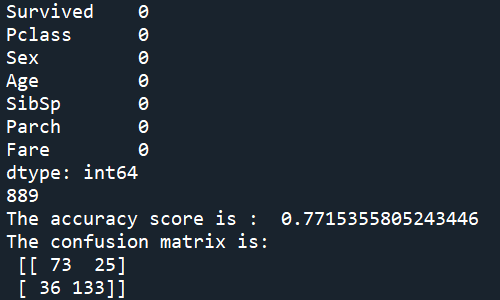 Survived    0
Pclass      0
Sex         0
Age         0
SibSp       0
Parch       0
Fare        0
dtype: int64
889
The accuracy score is :  0.7715355805243446
The confusion matrix is:
 [[ 73  25]
 [ 36 133]]